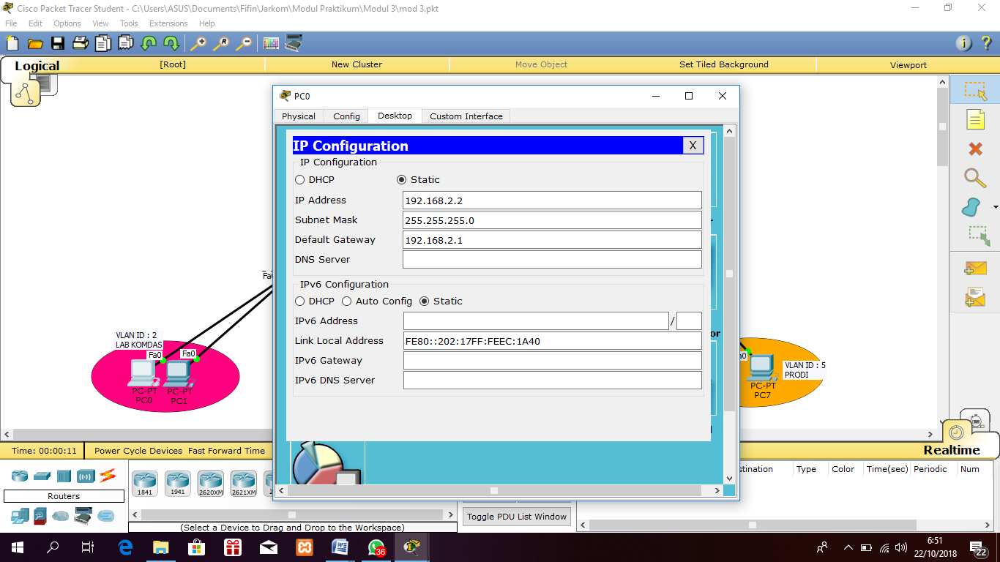 Cisco Packet Tracer Student - C:\Users\ASUS\Documents\Fifin\Jarkom\Modul Praktikum\Modul 3\mod 3.pkt
File Edit Options View Tools Extensions Help
Logical [Root] New Cluster Move Object Set Tiled Background Viewport
PC0
Physical Config Desktop Custom Interface
IP Configuration X
IP Configuration
DHCP Static
IP Address 192.168.2.2
Subnet Mask 255.255.255.0
Default Gateway 192.168.2.1
DNS Server
IPv6 Configuration
DHCP Auto Config Static
IPv6 Address /
Link Local Address FE80::202:17FF:FEEC:1A40
IPv6 Gateway
IPv6 DNS Server
VLAN ID : 2
LAB KOMDAS
Fa0 Fa0
PC-PT PC-PT
PC0 PC1
VLAN ID : 5
PRODI
PC-PT
PC7
Time: 00:00:11 Power Cycle Devices Fast Forward Time Realtime
Routers
1841 1941 2620XM 2621XM
(Select a Device to Drag and Drop to the Workspace)
Toggle PDU List Window
Type Color Time(sec) Periodic Num
36
6:51
22/10/2018
22